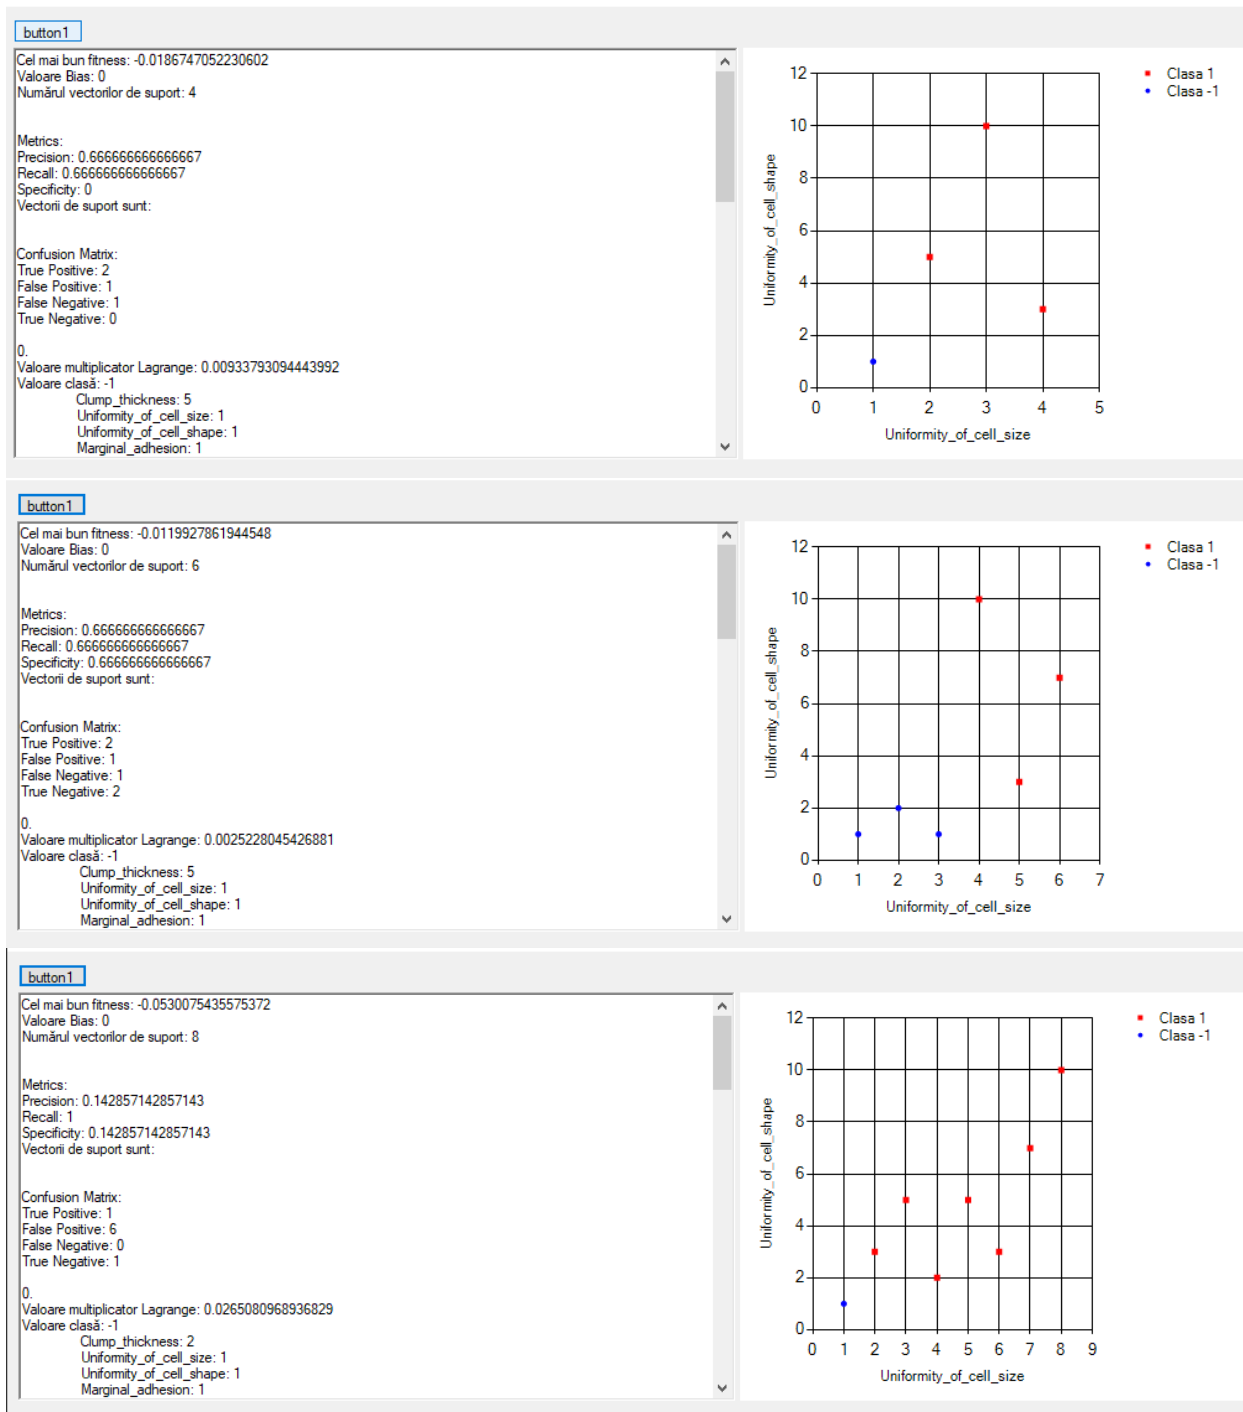 button1
Cel mai bun fitness: -0.0186747052230602
Valoare Bias: 0
Numărul vectorilor de suport: 4
Metrics:
Precision: 0.666666666666667
Recall: 0.666666666666667
Specificity: 0
Vectorii de suport sunt:
Confusion Matrix:
True Positive: 2
False Positive: 1
False Negative: 1
True Negative: 0
0.
Valoare multiplicator Lagrange: 0.00933793094443992
Valoare clasă: -1
Clump_thickness: 5
Uniformity_of_cell_size: 1
Uniformity_of_cell_shape: 1
Marginal_adhesion: 1
Clasa 1
Clasa -1
Uniformity_of_cell_shape
12
10
8
6
4
2
0
0 1 2 3 4 5
Uniformity_of_cell_size
button1
Cel mai bun fitness: -0.0119927861944548
Valoare Bias: 0
Numărul vectorilor de suport: 6
Metrics:
Precision: 0.666666666666667
Recall: 0.666666666666667
Specificity: 0.666666666666667
Vectorii de suport sunt:
Confusion Matrix:
True Positive: 2
False Positive: 1
False Negative: 1
True Negative: 2
0.
Valoare multiplicator Lagrange: 0.0025228045426881
Valoare clasă: -1
Clump_thickness: 5
Uniformity_of_cell_size: 1
Uniformity_of_cell_shape: 1
Marginal_adhesion: 1
Clasa 1
Clasa -1
Uniformity_of_cell_shape
12
10
8
6
4
2
0
0 1 2 3 4 5 6 7
Uniformity_of_cell_size
button1
Cel mai bun fitness: -0.0530075435575372
Valoare Bias: 0
Numărul vectorilor de suport: 8
Metrics:
Precision: 0.142857142857143
Recall: 1
Specificity: 0.142857142857143
Vectorii de suport sunt:
Confusion Matrix:
True Positive: 1
False Positive: 6
False Negative: 0
True Negative: 1
0.
Valoare multiplicator Lagrange: 0.0265080968936829
Valoare clasă: -1
Clump_thickness: 2
Uniformity_of_cell_size: 1
Uniformity_of_cell_shape: 1
Marginal_adhesion: 1
Clasa 1
Clasa -1
Uniformity_of_cell_shape
12
10
8
6
4
2
0
0 1 2 3 4 5 6 7 8 9
Uniformity_of_cell_size